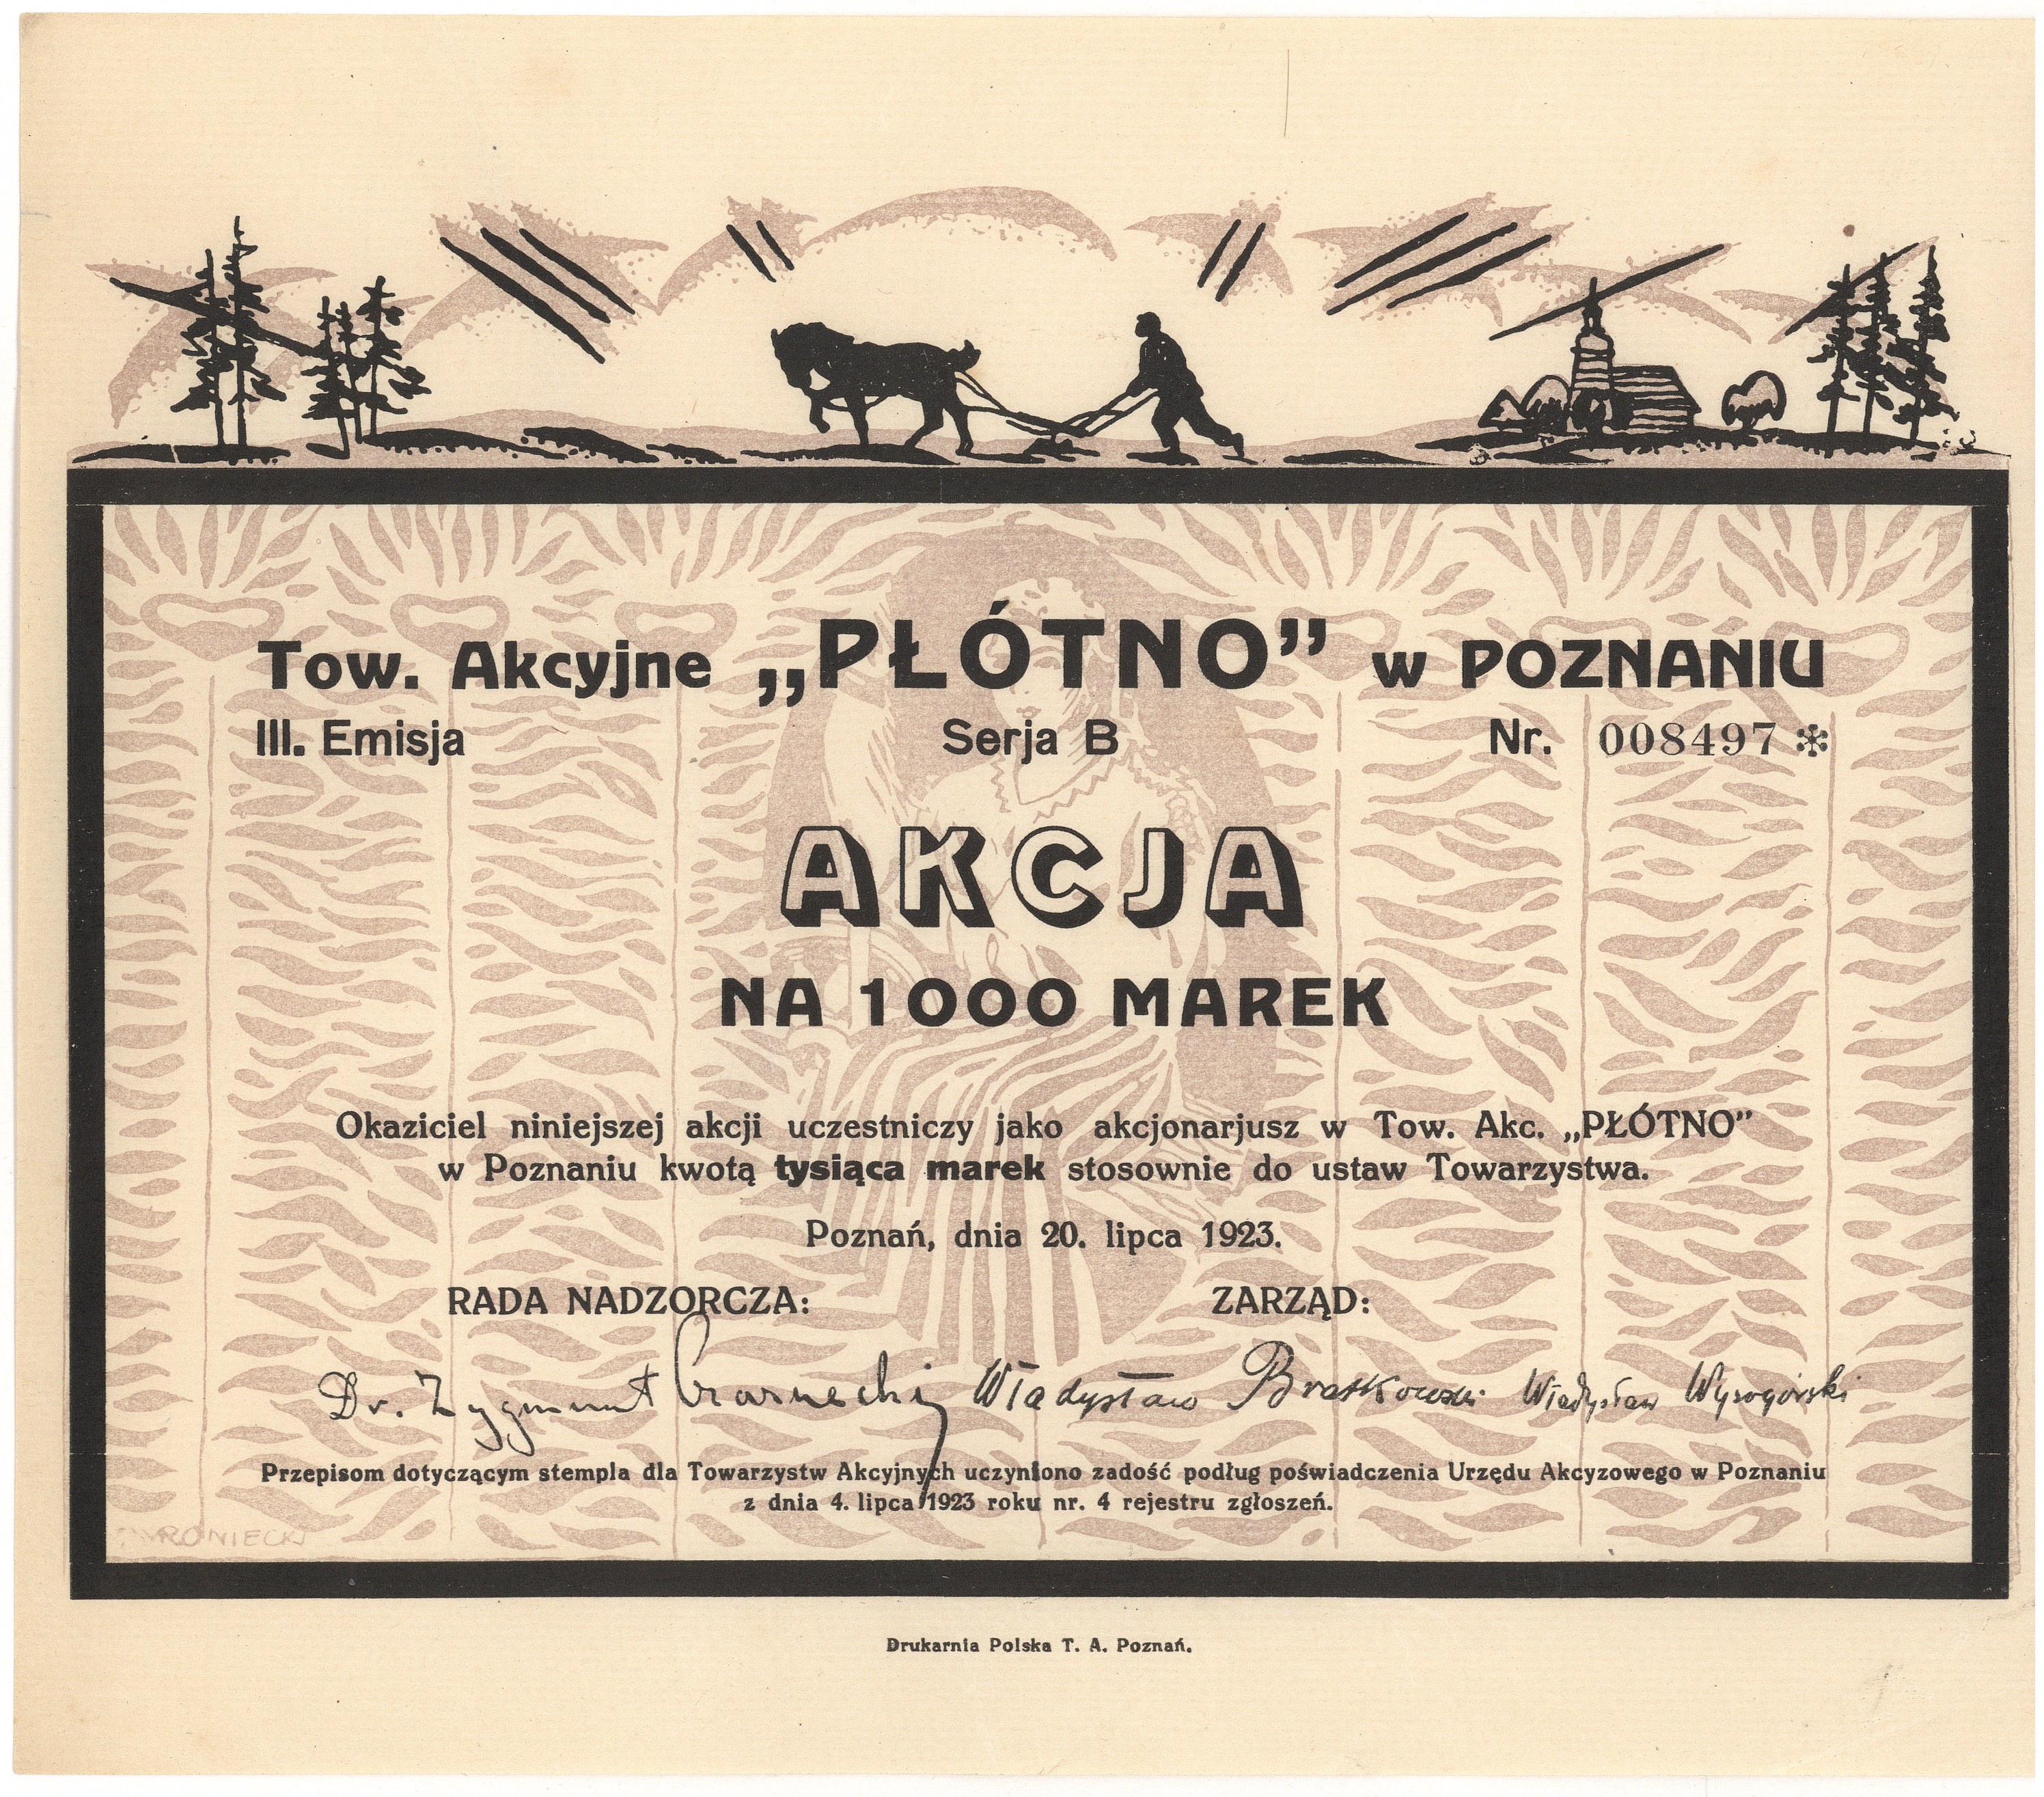 Tow. Akcyjne „PŁÓTNO” w POZNANIU
III. Emisja Serja B Nr. 008497 *
AKCJA
NA 1000 MAREK
Okaziciel niniejszej akcji uczestniczy jako akcjonarjusz w Tow. Akc. „PŁÓTNO”
w Poznaniu kwotą tysiąca marek stosownie do ustaw Towarzystwa.
Poznań, dnia 20. lipca 1923.
RADA NADZORCZA: ZARZĄD:
Dr. Zygmunt Czarnecki Władysław Bratkowski Władysław Wysogórski
Przepisom dotyczącym stempla dla Towarzystw Akcyjnych uczyniono zadość podług poświadczenia Urzędu Akcyzowego w Poznaniu
z dnia 4. lipca 1923 roku nr. 4 rejestru zgłoszeń.
Drukarnia Polska T. A. Poznań.